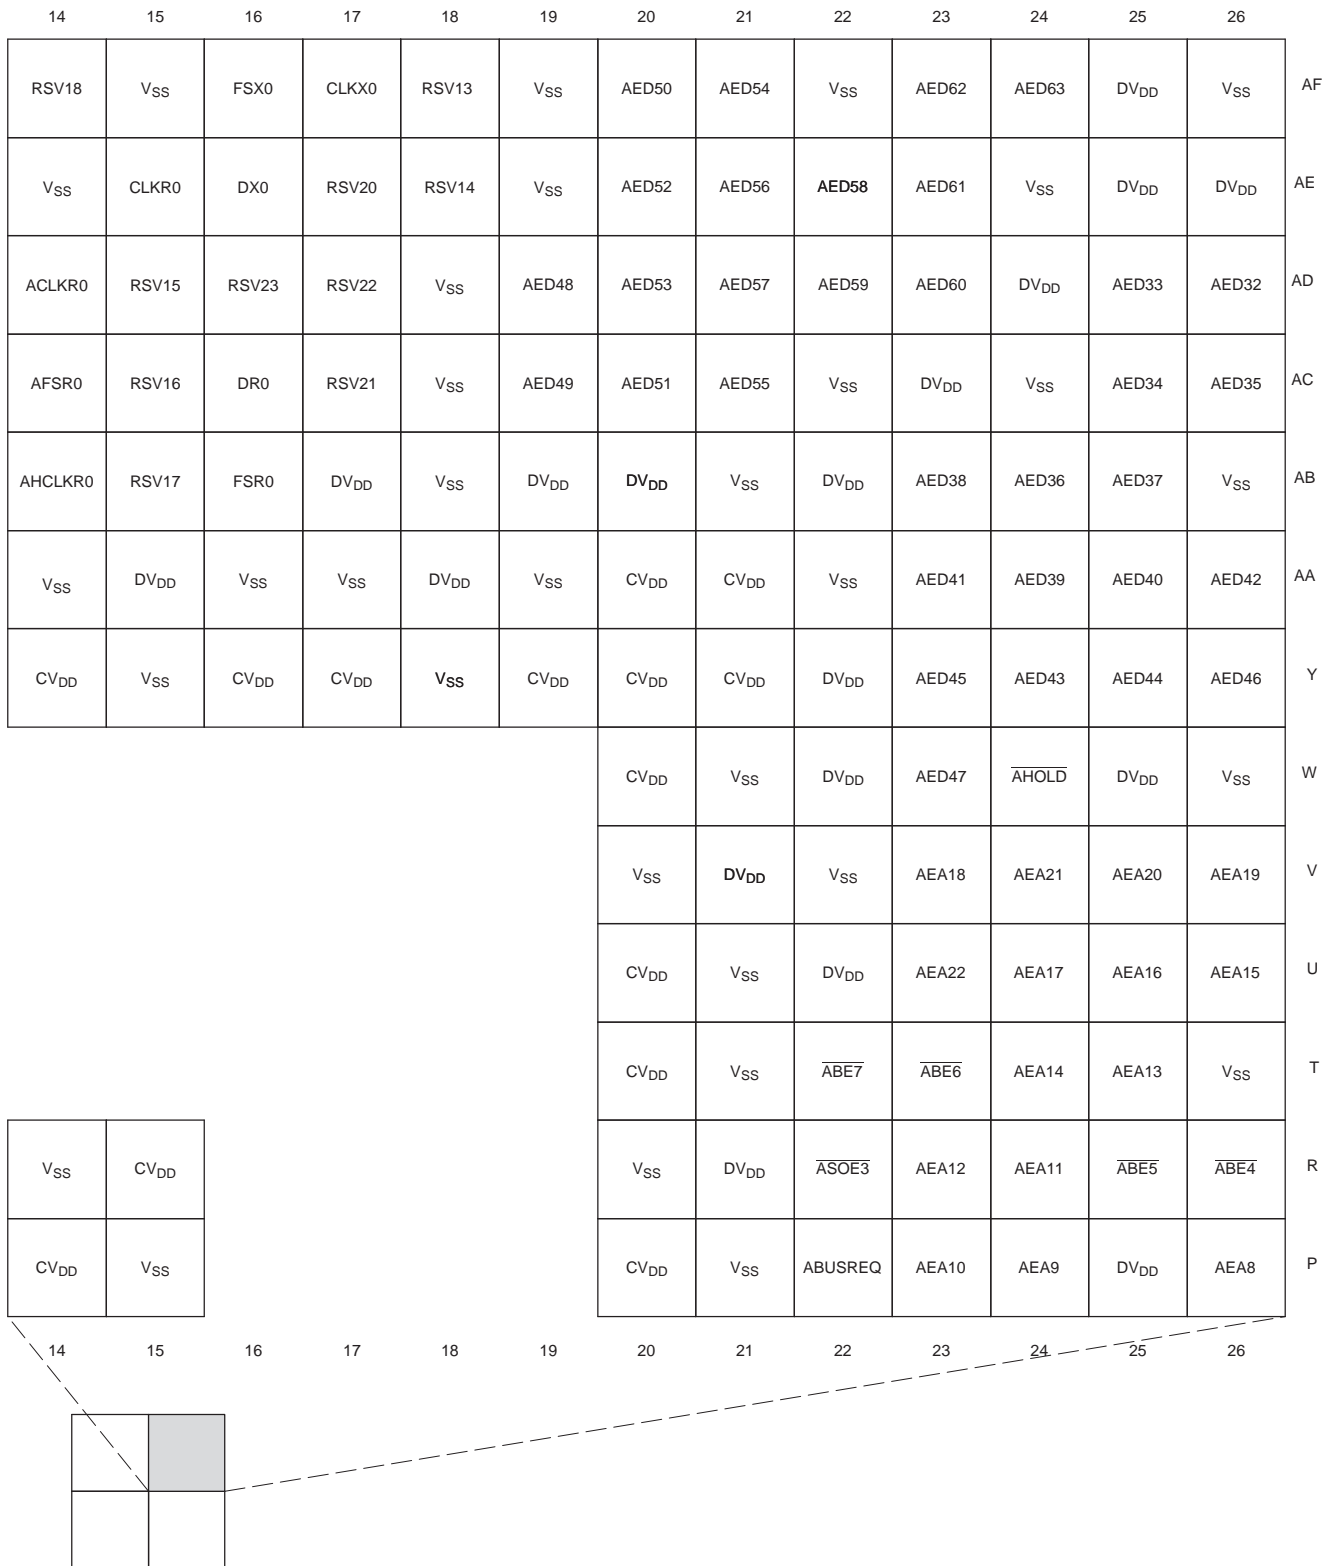 14 15 16 17 18 19 20 21 22 23 24 25 26
RSV18 VSS FSX0 CLKX0 RSV13 VSS AED50 AED54 VSS AED62 AED63 DVDD VSS AF
VSS CLKR0 DX0 RSV20 RSV14 VSS AED52 AED56 AED58 AED61 VSS DVDD DVDD AE
ACLKR0 RSV15 RSV23 RSV22 VSS AED48 AED53 AED57 AED59 AED60 DVDD AED33 AED32 AD
AFSR0 RSV16 DR0 RSV21 VSS AED49 AED51 AED55 VSS DVDD VSS AED34 AED35 AC
AHCLKR0 RSV17 FSR0 DVDD VSS DVDD DVDD VSS DVDD AED38 AED36 AED37 VSS AB
VSS DVDD VSS VSS DVDD VSS CVDD CVDD VSS AED41 AED39 AED40 AED42 AA
CVDD VSS CVDD CVDD VSS CVDD CVDD CVDD DVDD AED45 AED43 AED44 AED46 Y
CVDD VSS DVDD AED47 AHOLD DVDD VSS W
VSS DVDD VSS AEA18 AEA21 AEA20 AEA19 V
CVDD VSS DVDD AEA22 AEA17 AEA16 AEA15 U
CVDD VSS ABE7 ABE6 AEA14 AEA13 VSS T
VSS CVDD VSS DVDD ASOE3 AEA12 AEA11 ABE5 ABE4 R
CVDD VSS CVDD VSS ABUSREQ AEA10 AEA9 DVDD AEA8 P
14 15 16 17 18 19 20 21 22 23 24 25 26